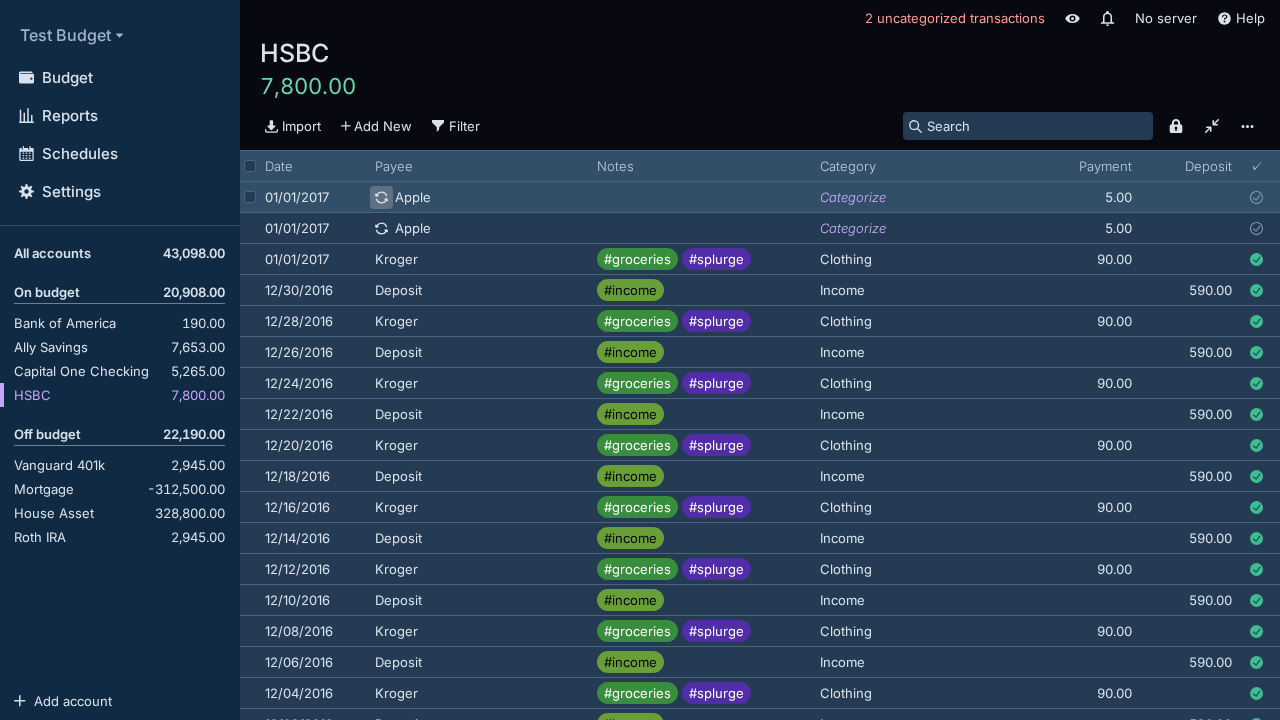 Test Budget
Budget
Reports
Schedules
Settings
All accounts 43,098.00
On budget 20,908.00
Bank of America 190.00
Ally Savings 7,653.00
Capital One Checking 5,265.00
HSBC 7,800.00
Off budget 22,190.00
Vanguard 401k 2,945.00
Mortgage -312,500.00
House Asset 328,800.00
Roth IRA 2,945.00
Add account
2 uncategorized transactions No server Help
HSBC
7,800.00
Import Add New Filter Search
Date Payee Notes Category Payment Deposit ✓
01/01/2017 Apple Categorize 5.00
01/01/2017 Apple Categorize 5.00
01/01/2017 Kroger #groceries #splurge Clothing 90.00
12/30/2016 Deposit #income Income 590.00
12/28/2016 Kroger #groceries #splurge Clothing 90.00
12/26/2016 Deposit #income Income 590.00
12/24/2016 Kroger #groceries #splurge Clothing 90.00
12/22/2016 Deposit #income Income 590.00
12/20/2016 Kroger #groceries #splurge Clothing 90.00
12/18/2016 Deposit #income Income 590.00
12/16/2016 Kroger #groceries #splurge Clothing 90.00
12/14/2016 Deposit #income Income 590.00
12/12/2016 Kroger #groceries #splurge Clothing 90.00
12/10/2016 Deposit #income Income 590.00
12/08/2016 Kroger #groceries #splurge Clothing 90.00
12/06/2016 Deposit #income Income 590.00
12/04/2016 Kroger #groceries #splurge Clothing 90.00